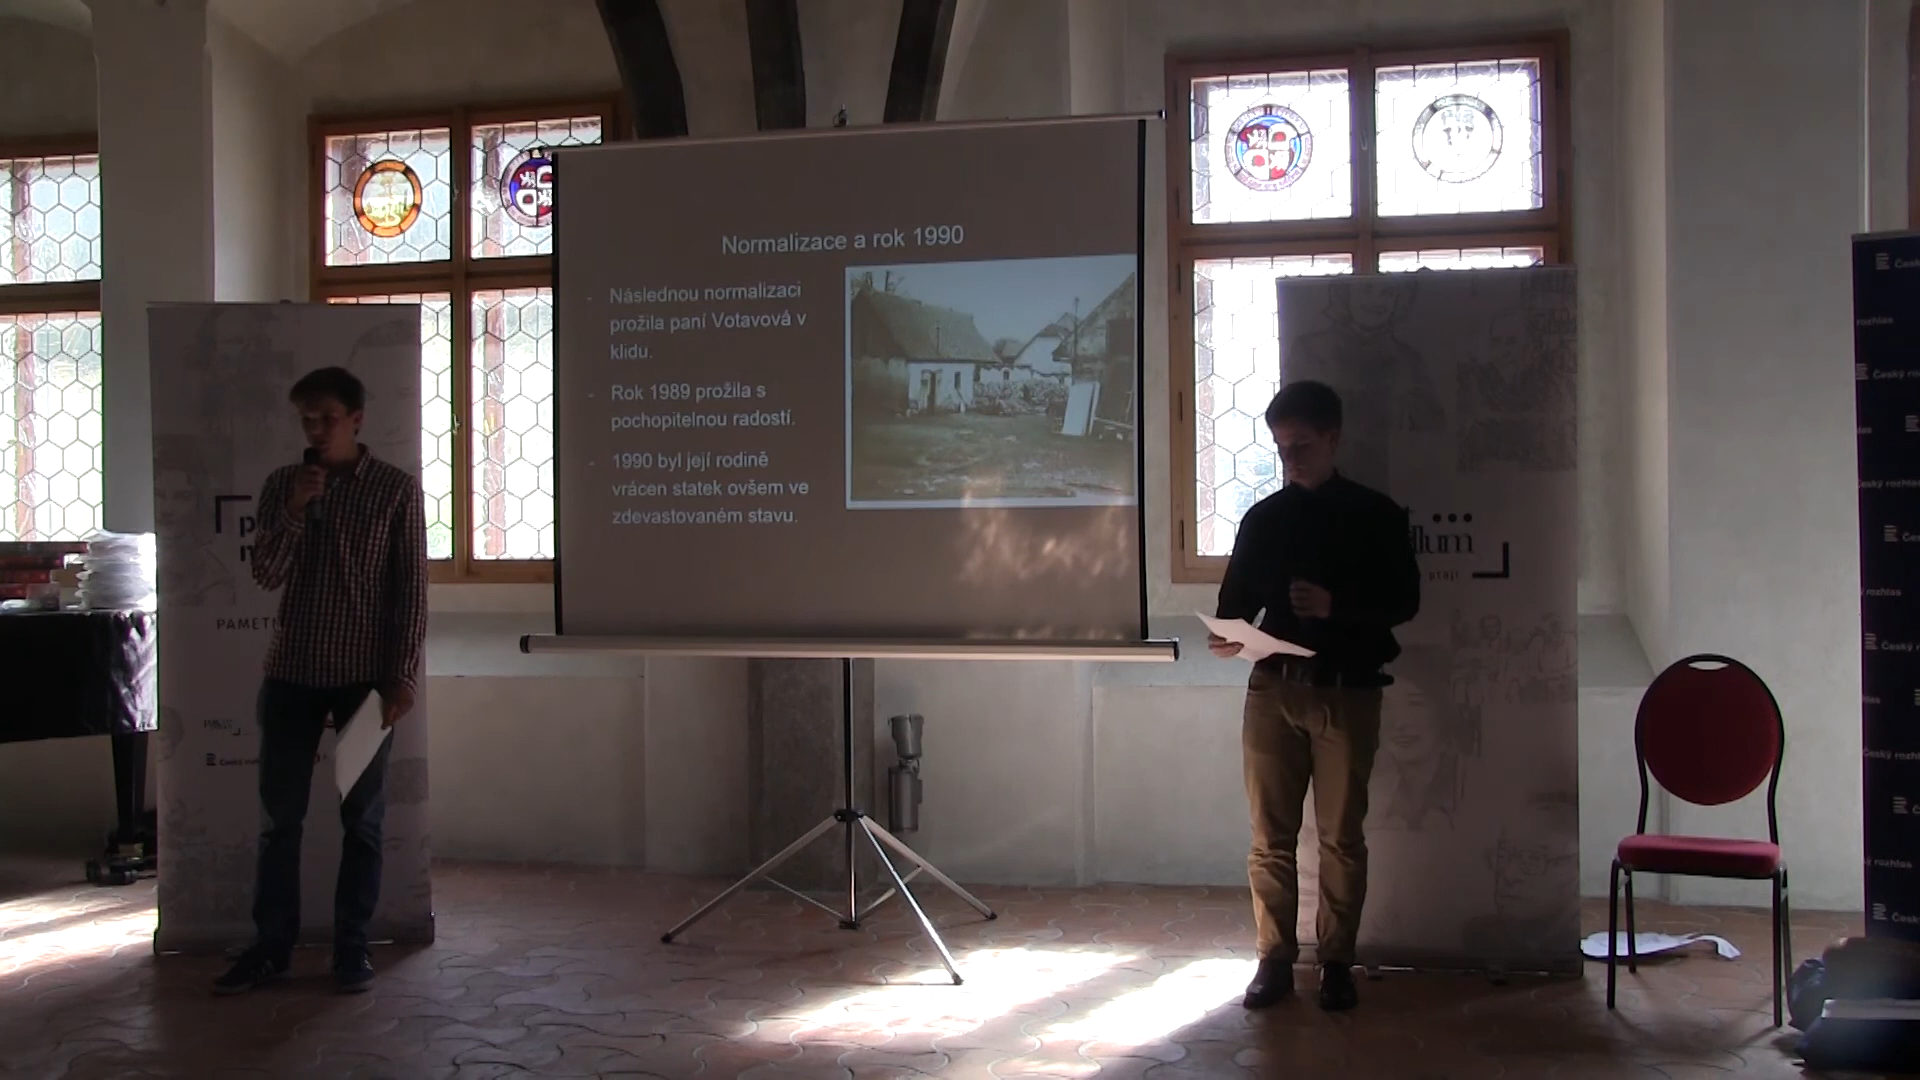 Normalizace a rok 1990
- Následnou normalizaci
prožila paní Votavová v
klidu.
- Rok 1989 prožila s
pochopitelnou radostí.
- 1990 byl její rodině
vrácen statek ovšem ve
zdevastovaném stavu.
Český rozhlas